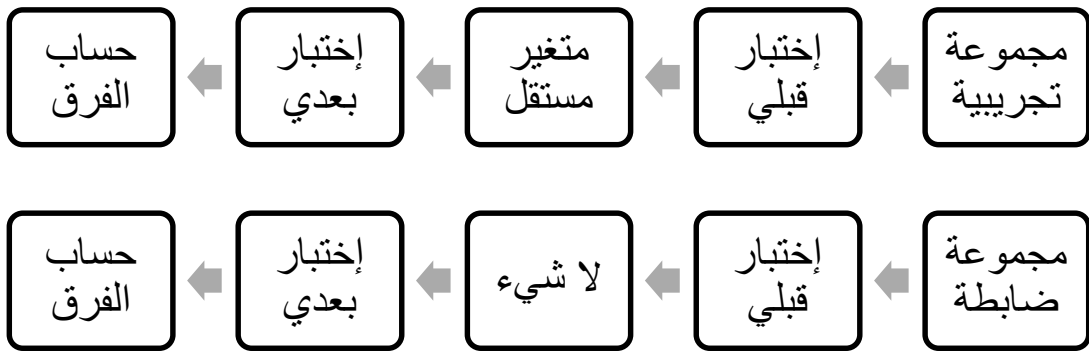 مجموعة
تجريبية
إختبار
قبلي
متغير
مستقل
إختبار
بعدي
حساب
الفرق
مجموعة
ضابطة
إختبار
قبلي
لا شيء
إختبار
بعدي
حساب
الفرق